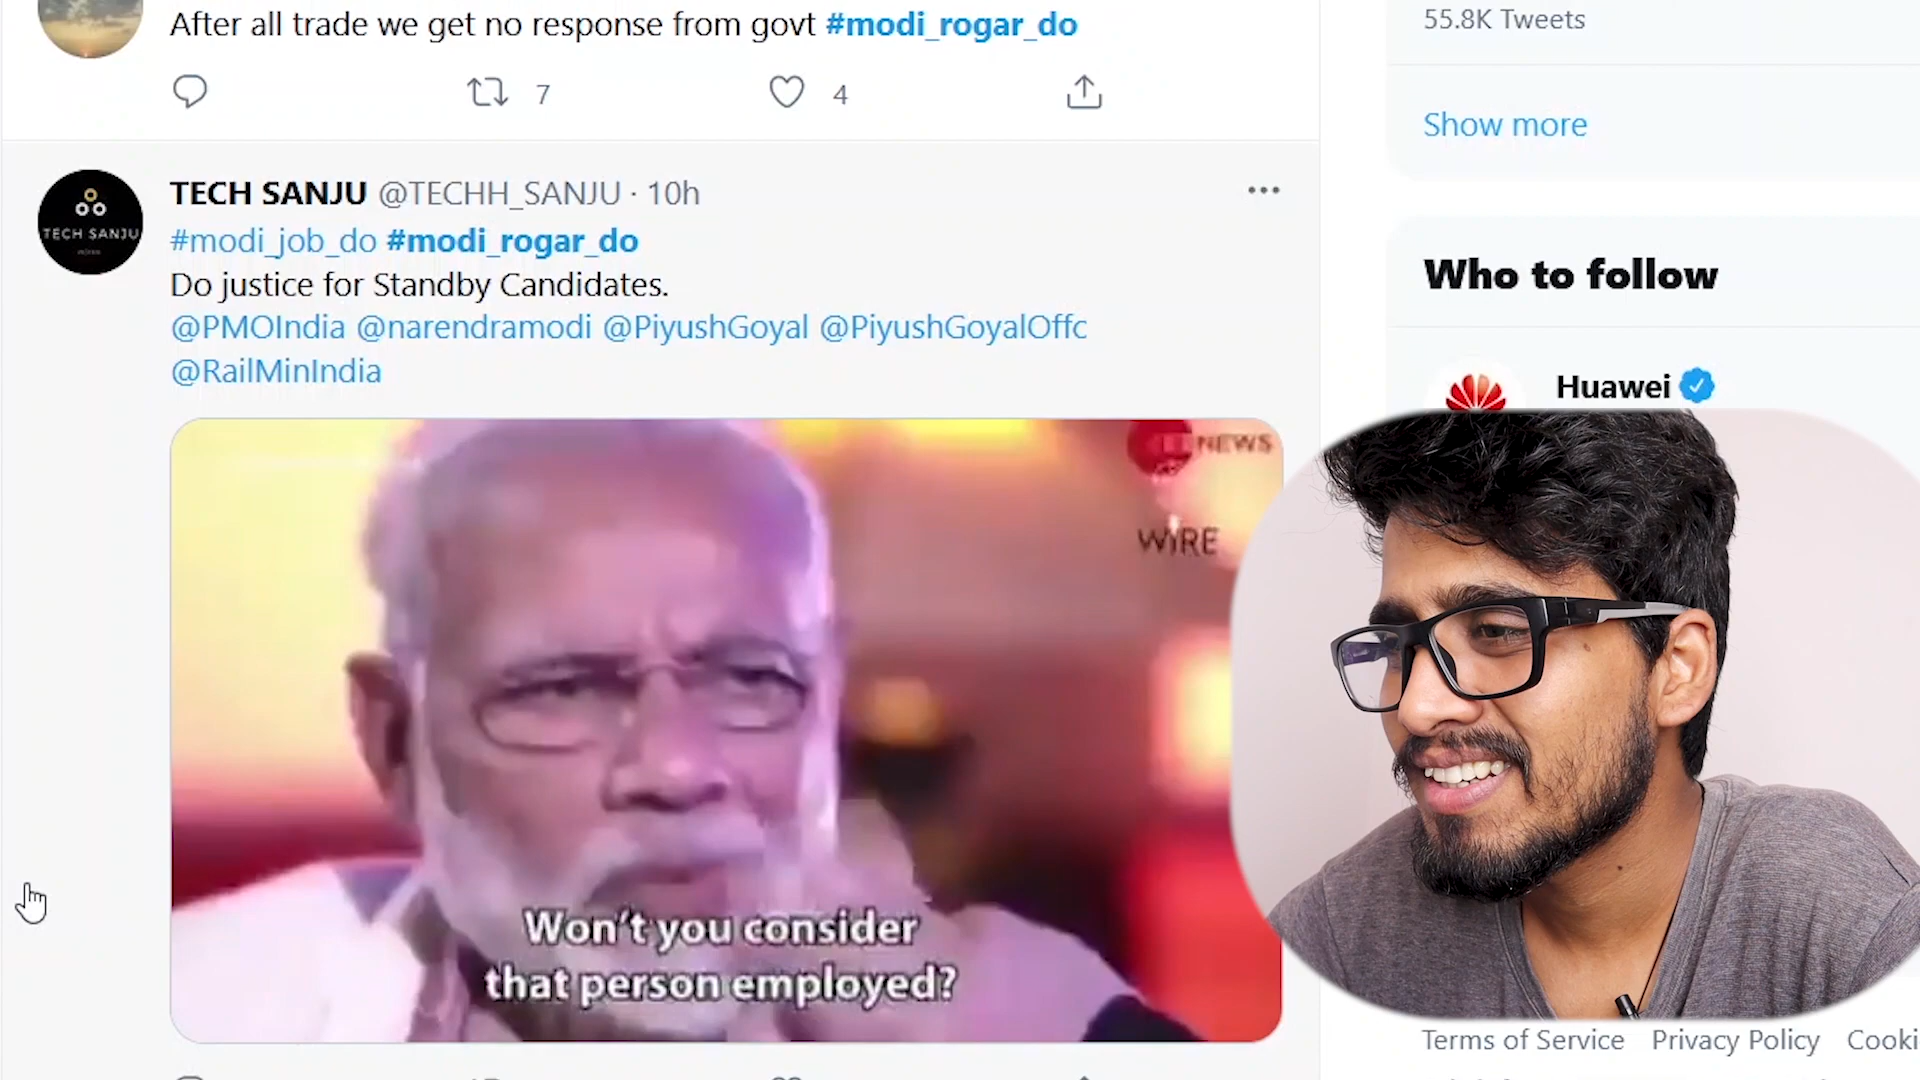 After all trade we get no response from govt #modi_rogar_do
7
4
TECH SANJU @TECHH_SANJU · 10h
#modi_job_do #modi_rogar_do
Do justice for Standby Candidates.
@PMOIndia @narendramodi @PiyushGoyal @PiyushGoyalOffc
@RailMinIndia
TECH SANJU
NEWS
WIRE
Won't you consider
that person employed?
55.8K Tweets
Show more
Who to follow
Huawei
Terms of Service Privacy Policy Cooki